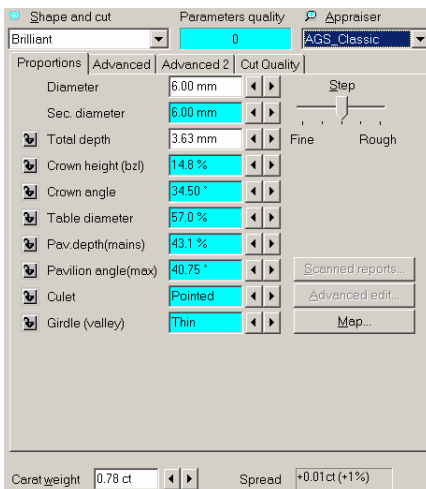 Shape and cut Parameters quality Appraiser
Brilliant 0 AGS_Classic
Proportions Advanced Advanced 2 Cut Quality
Diameter 6.00 mm Step
Sec. diameter 6.00 mm
Total depth 3.63 mm Fine Rough
Crown height (bzl) 14.8 %
Crown angle 34.50 °
Table diameter 57.0 %
Pav.depth(mains) 43.1 %
Pavilion angle(max) 40.75 ° Scanned reports...
Culet Pointed Advanced edit...
Girdle (valley) Thin Map...
Carat weight 0.78 ct Spread +0.01ct (+1%)